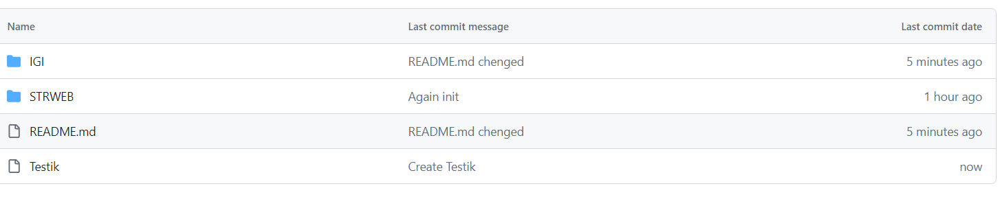 Name Last commit message Last commit date
IGI README.md chenged 5 minutes ago
STRWEB Again init 1 hour ago
README.md README.md chenged 5 minutes ago
Testik Create Testik now